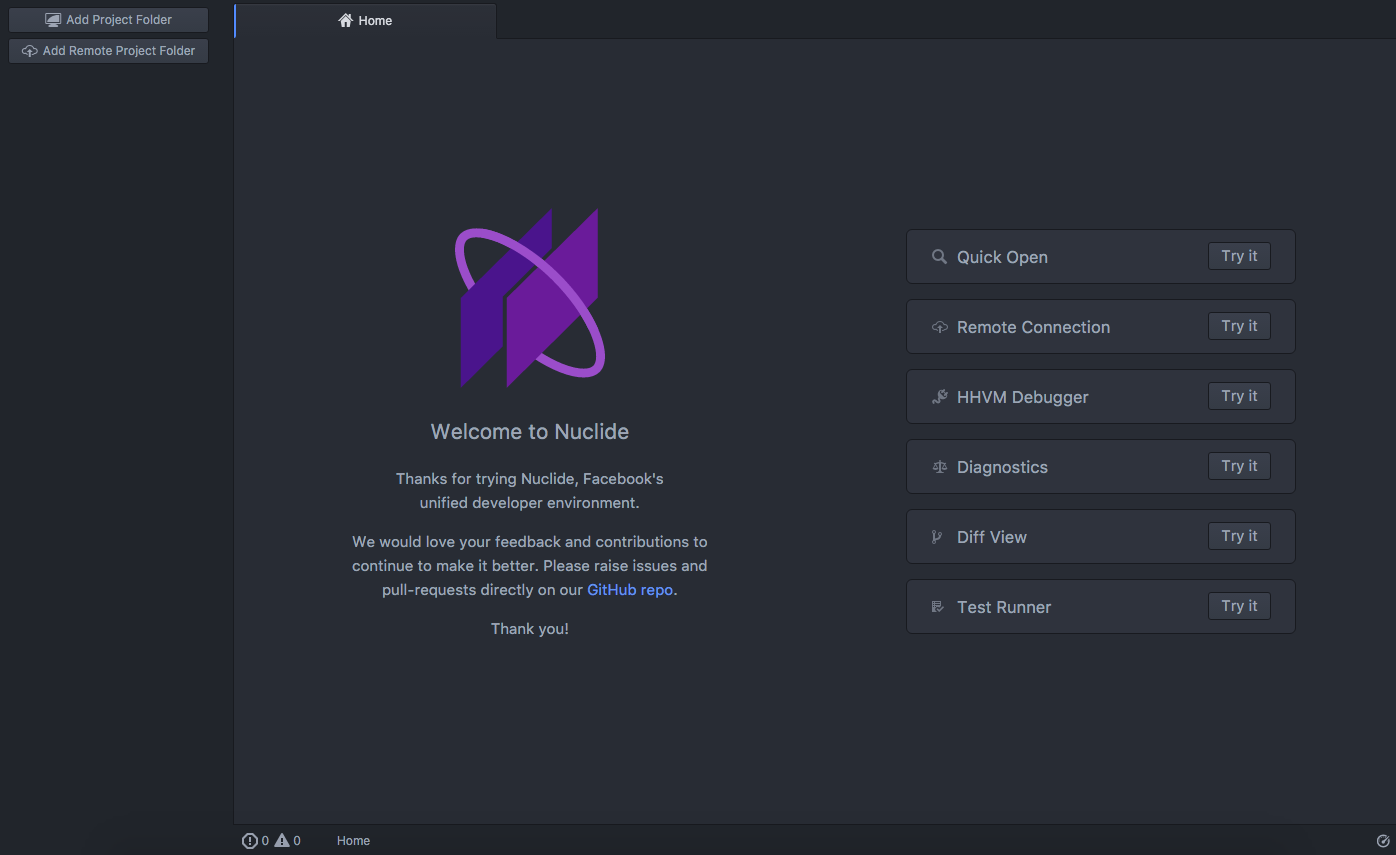 Add Project Folder
Add Remote Project Folder
Home
Welcome to Nuclide
Thanks for trying Nuclide, Facebook's
unified developer environment.
We would love your feedback and contributions to
continue to make it better. Please raise issues and
pull-requests directly on our GitHub repo.
Thank you!
Quick Open Try it
Remote Connection Try it
HHVM Debugger Try it
Diagnostics Try it
Diff View Try it
Test Runner Try it
0 0 Home